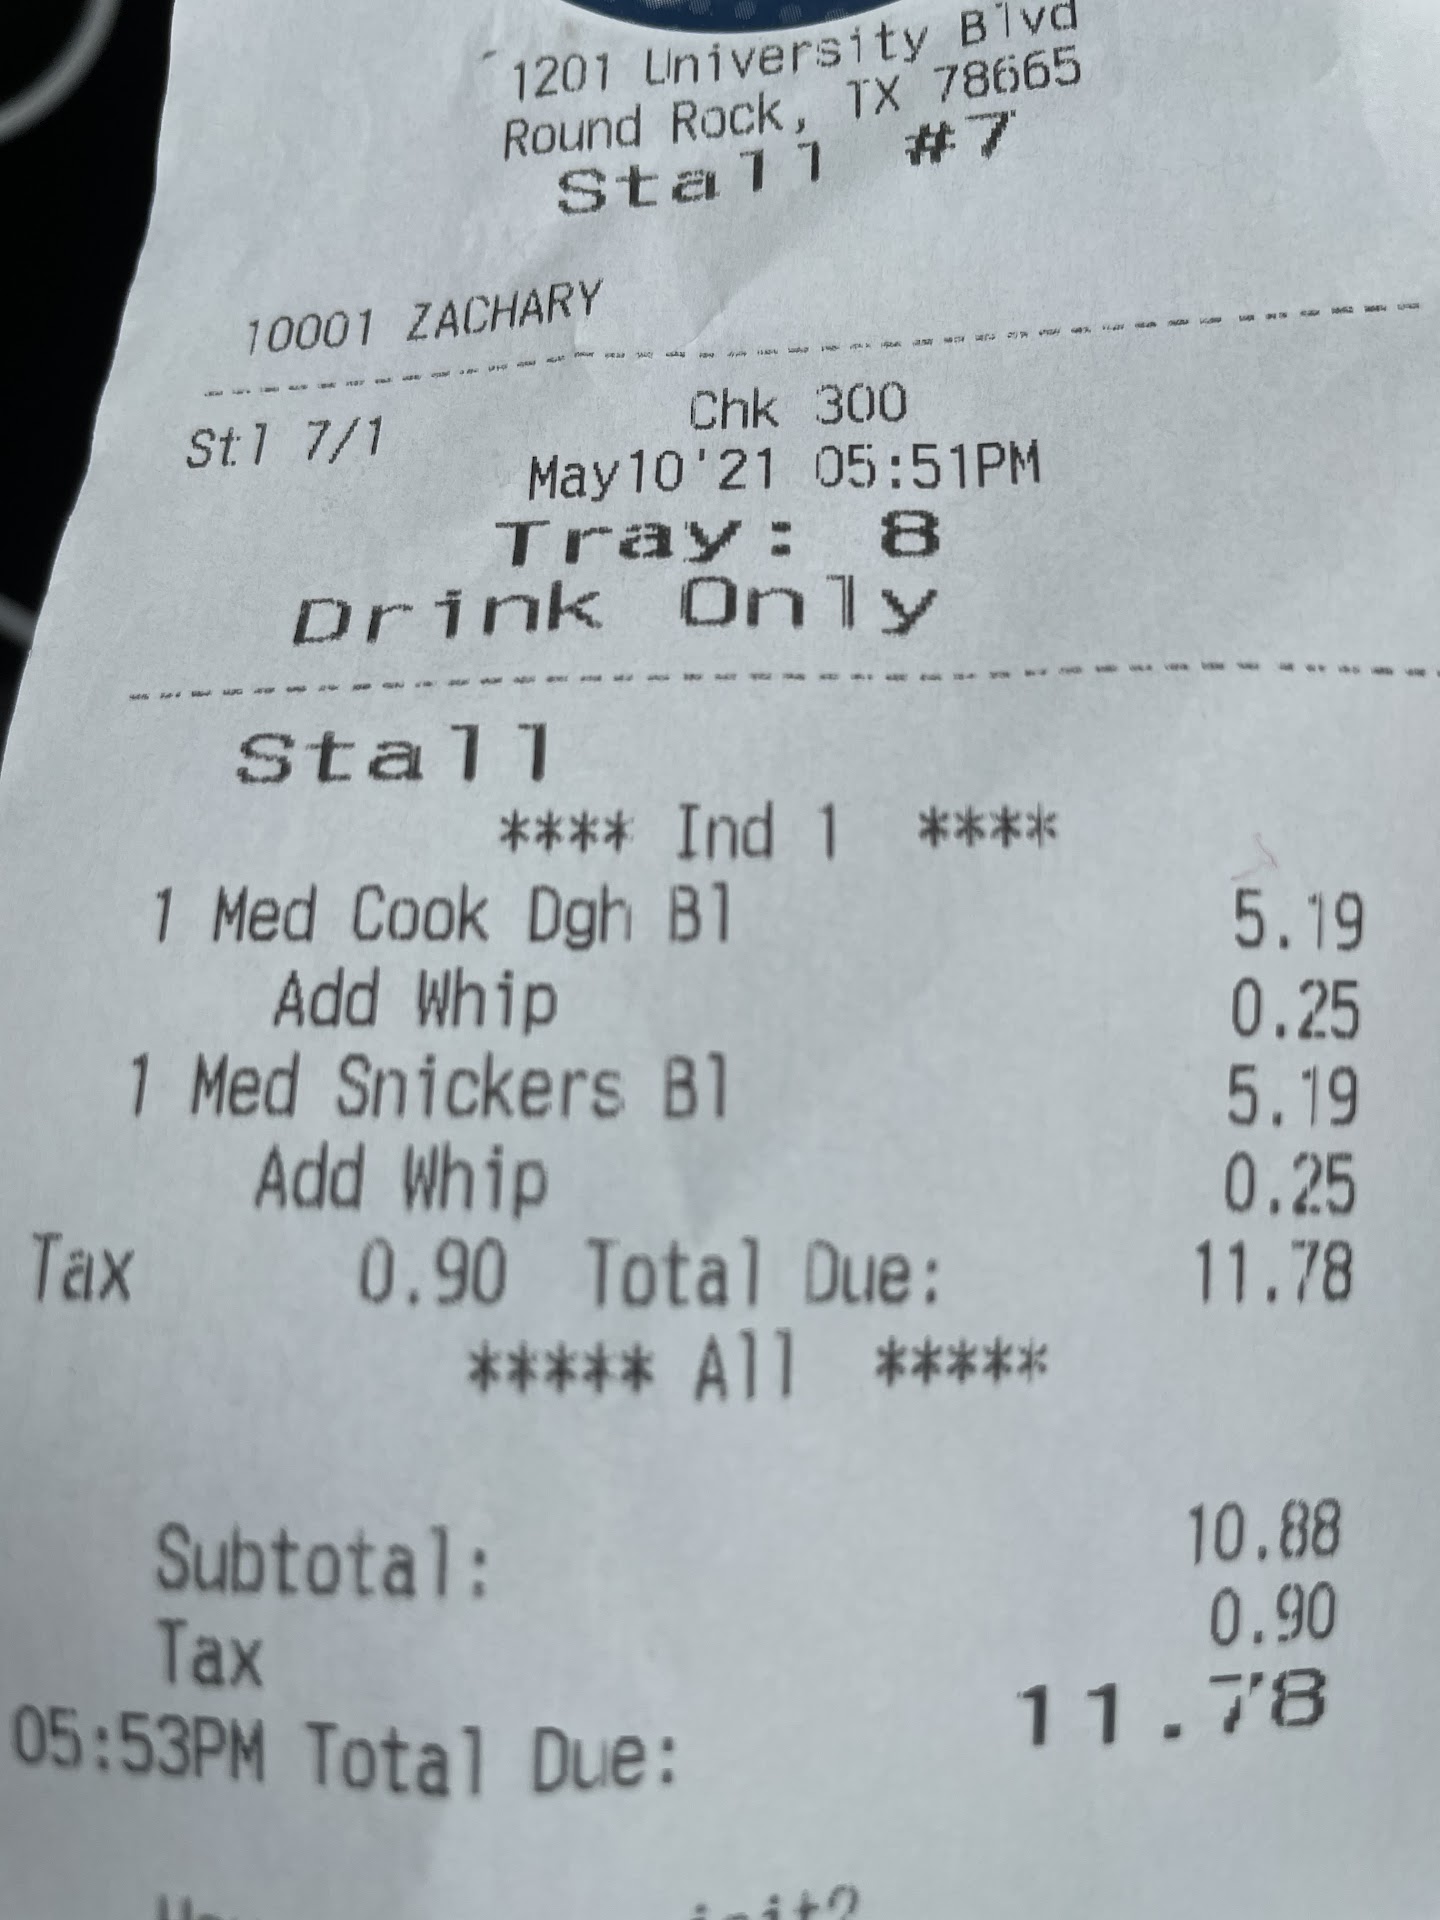 1201 University Blvd
Round Rock, TX 78665
Stall #7
10001 ZACHARY
Stl 7/1 Chk 300
May10'21 05:51PM
Tray: 8
Drink Only
Stall
**** Ind 1 ****
1 Med Cook Dgh Bl 5.19
Add Whip 0.25
1 Med Snickers Bl 5.19
Add Whip 0.25
Tax 0.90 Total Due: 11.78
***** All *****
Subtotal: 10.88
Tax 0.90
05:53PM Total Due: 11.78